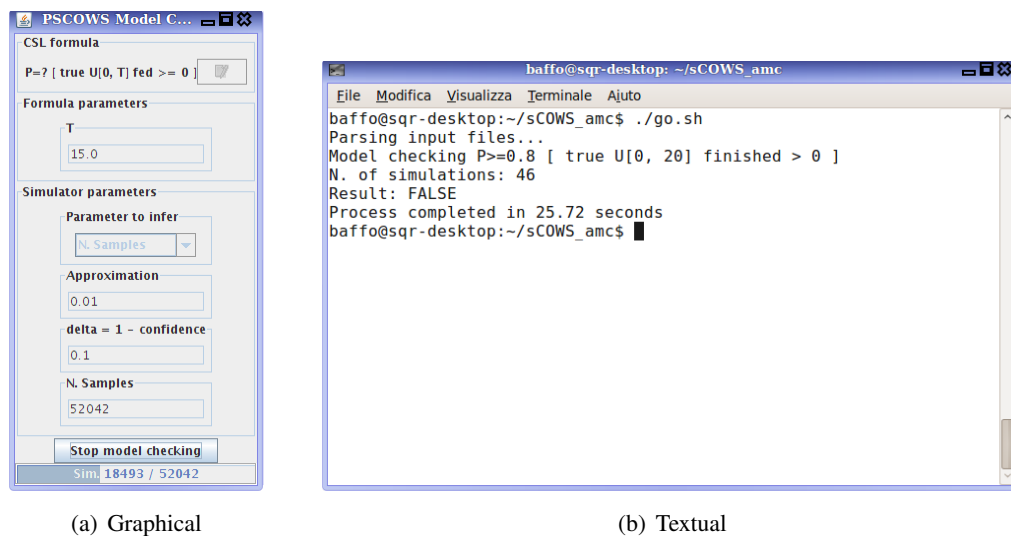 PSCOWS Model C...
CSL formula
P=? [ true U[0, T] fed >= 0 ]
Formula parameters
T
15.0
Simulator parameters
Parameter to infer
N. Samples
Approximation
0.01
delta = 1 - confidence
0.1
N. Samples
52042
Stop model checking
Sim. 18493 / 52042
(a) Graphical
baffo@sqr-desktop: ~/sCOWS_amc
File Modifica Visualizza Terminale Aiuto
baffo@sqr-desktop:~/sCOWS_amc$ ./go.sh
Parsing input files...
Model checking P>=0.8 [ true U[0, 20] finished > 0 ]
N. of simulations: 46
Result: FALSE
Process completed in 25.72 seconds
baffo@sqr-desktop:~/sCOWS_amc$
(b) Textual